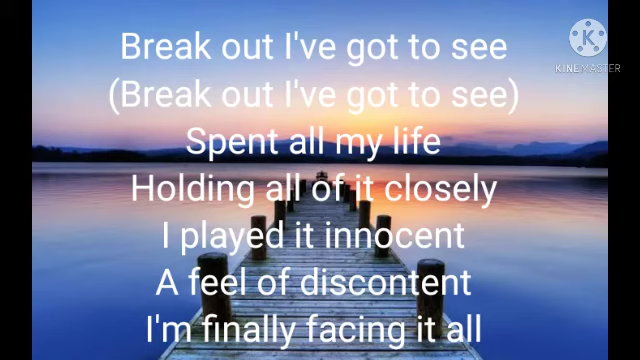 Break out I've got to see
(Break out I've got to see)
Spent all my life
Holding all of it closely
I played it innocent
A feel of discontent
I'm finally facing it all
K
KINEMASTER